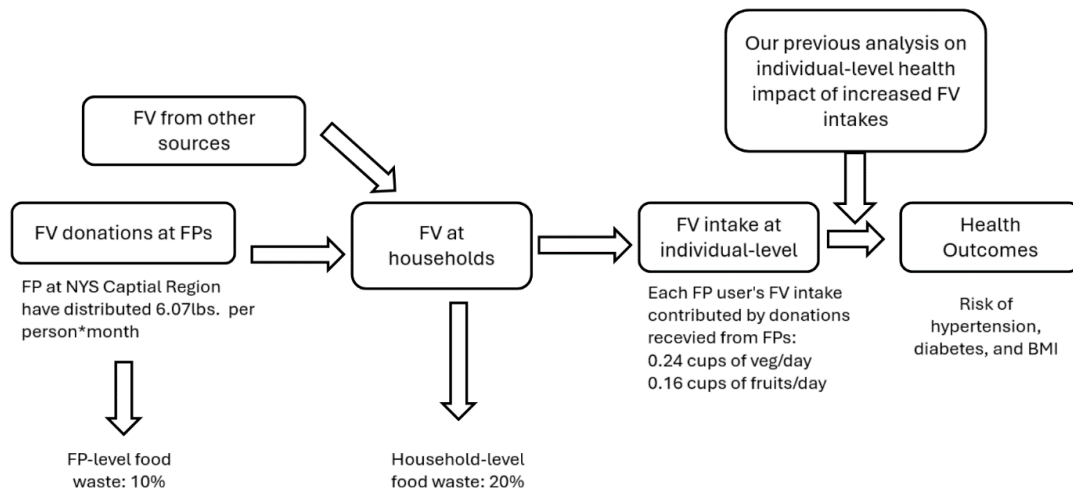 Our previous analysis on
individual-level health
impact of increased FV
intakes
FV from other
sources
FV donations at FPs
FV at
households
FV intake at
individual-level
Health
Outcomes
FP at NYS Captial Region
have distributed 6.07lbs. per
person*month
Each FP user's FV intake
contributed by donations
recevied from FPs:
0.24 cups of veg/day
0.16 cups of fruits/day
Risk of
hypertension,
diabetes, and BMI
FP-level food
waste: 10%
Household-level
food waste: 20%